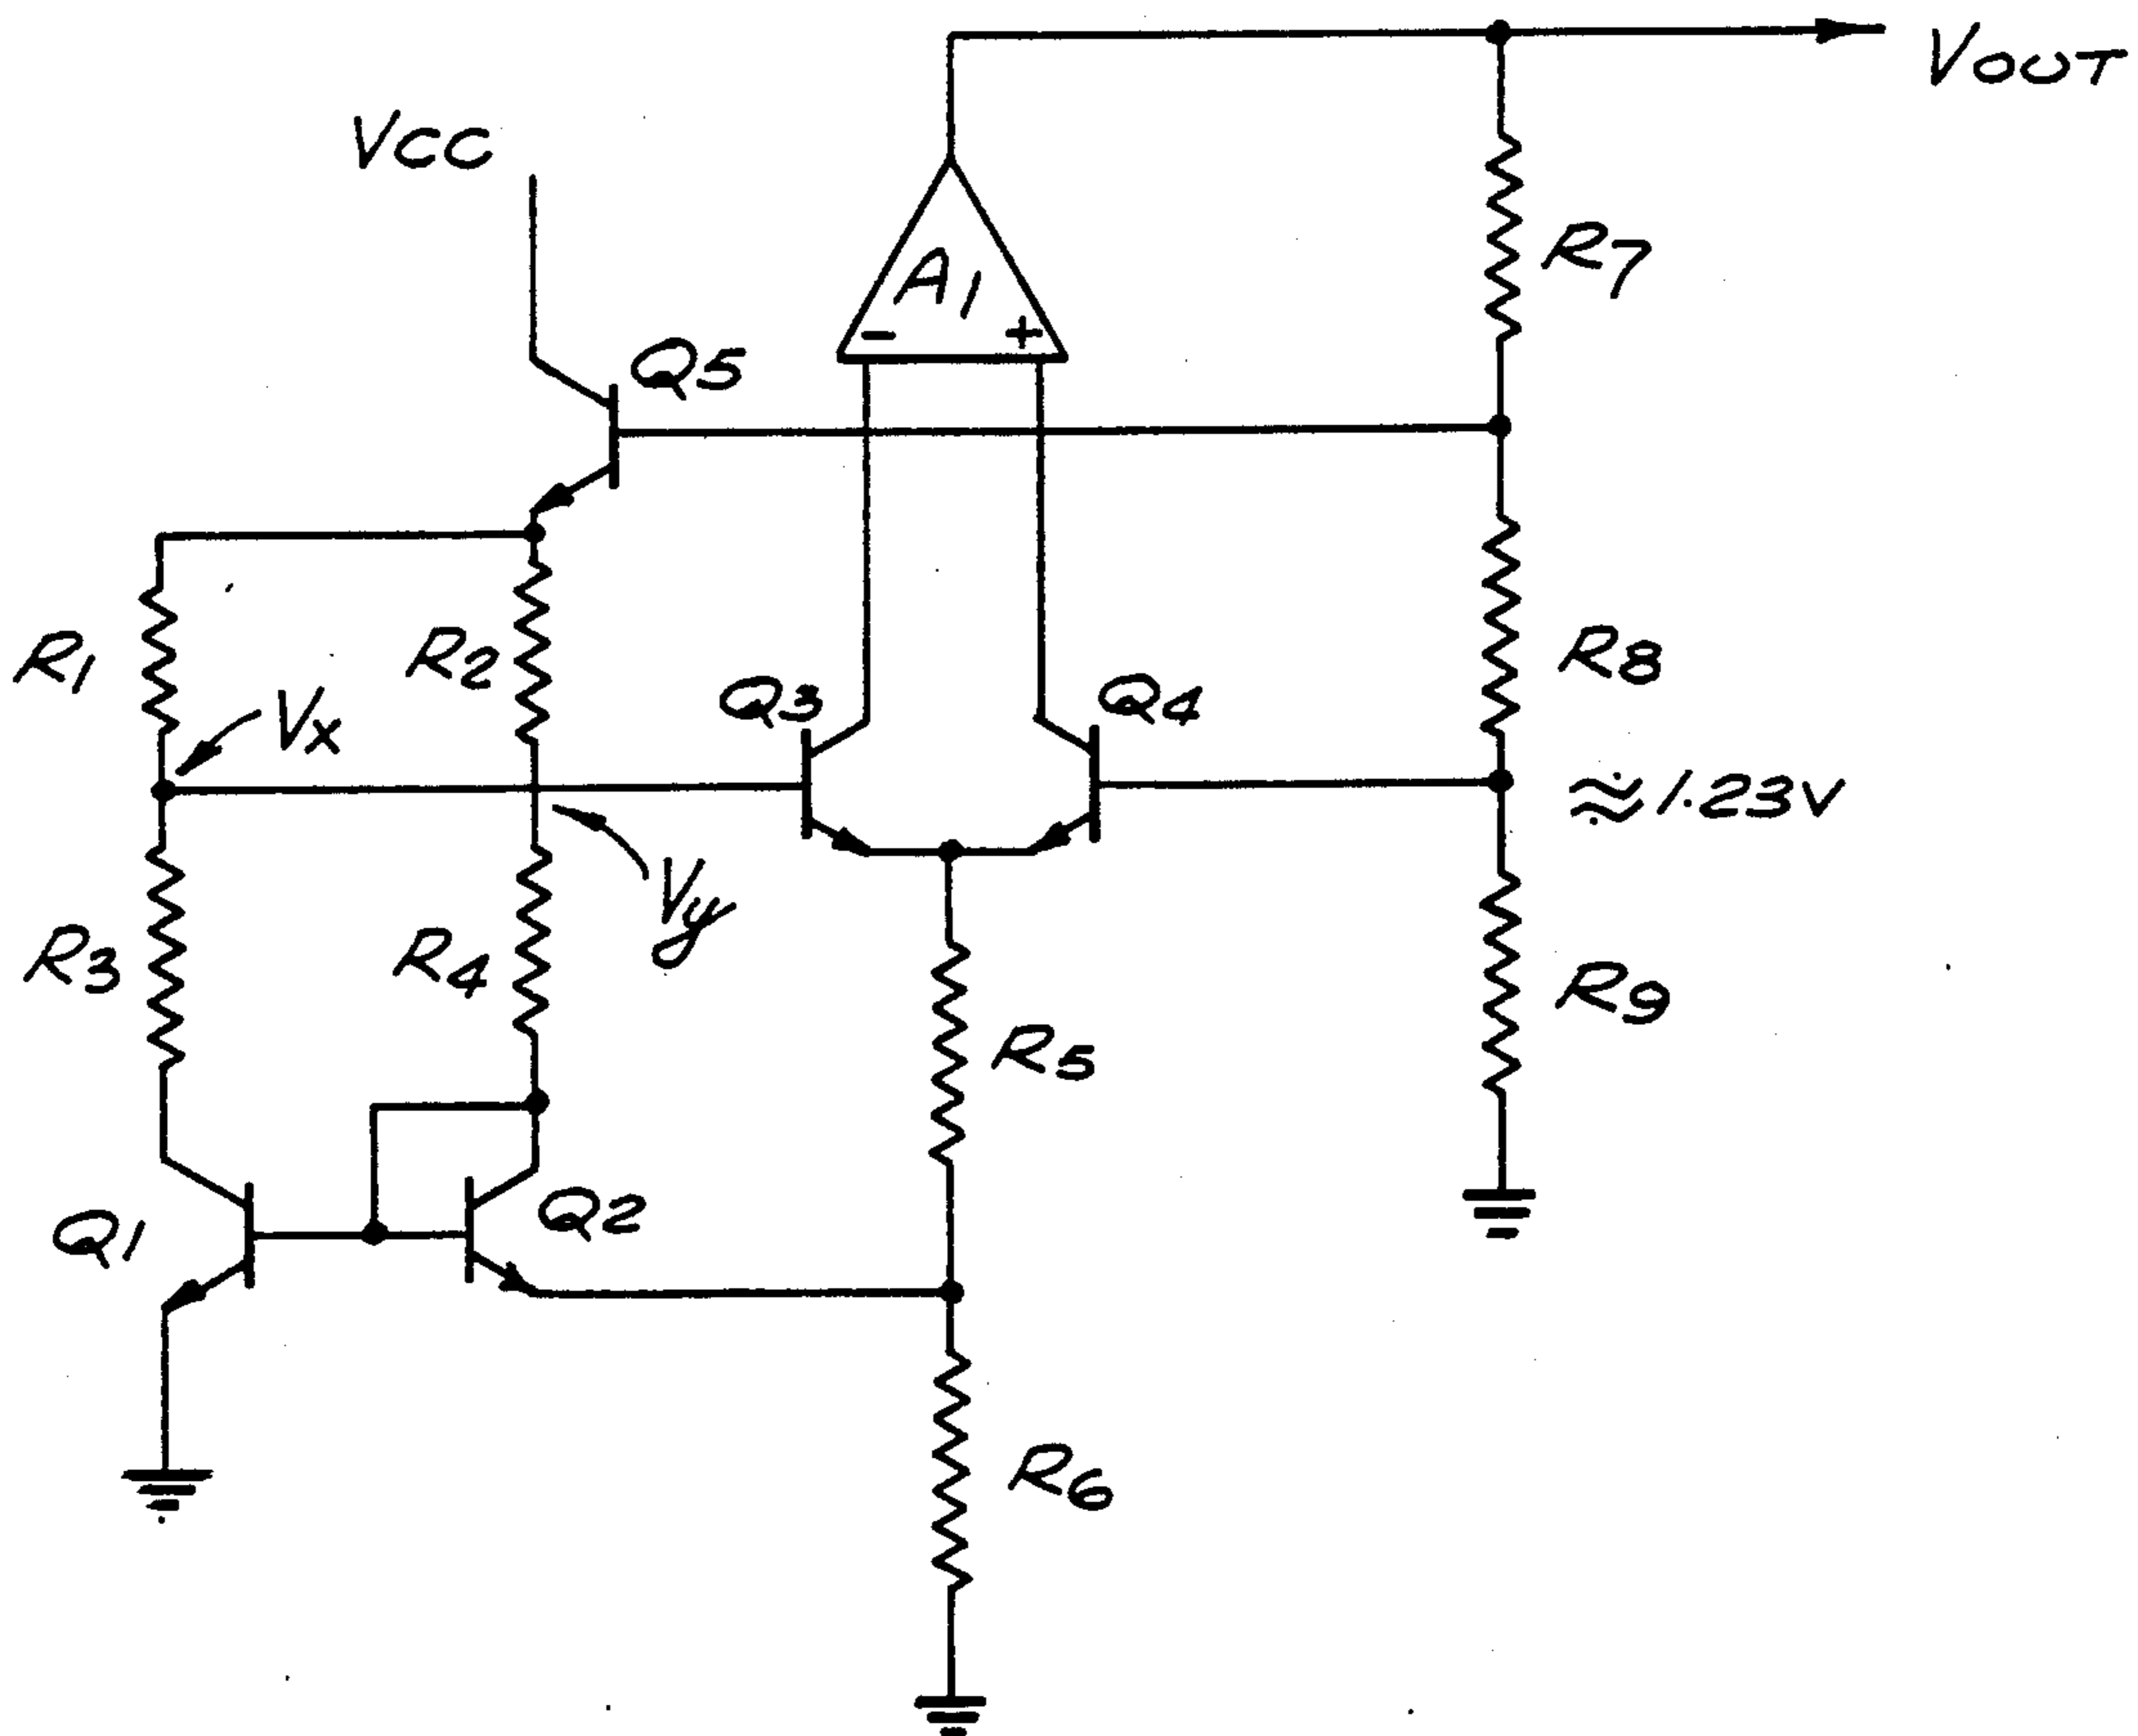 VOUT
VCC
R7
A1
- +
Q5
R1
R2
R8
Vx
Q3
Q4
≈ 1.23V
Vy
R3
R4
R5
R9
Q1
Q2
R6